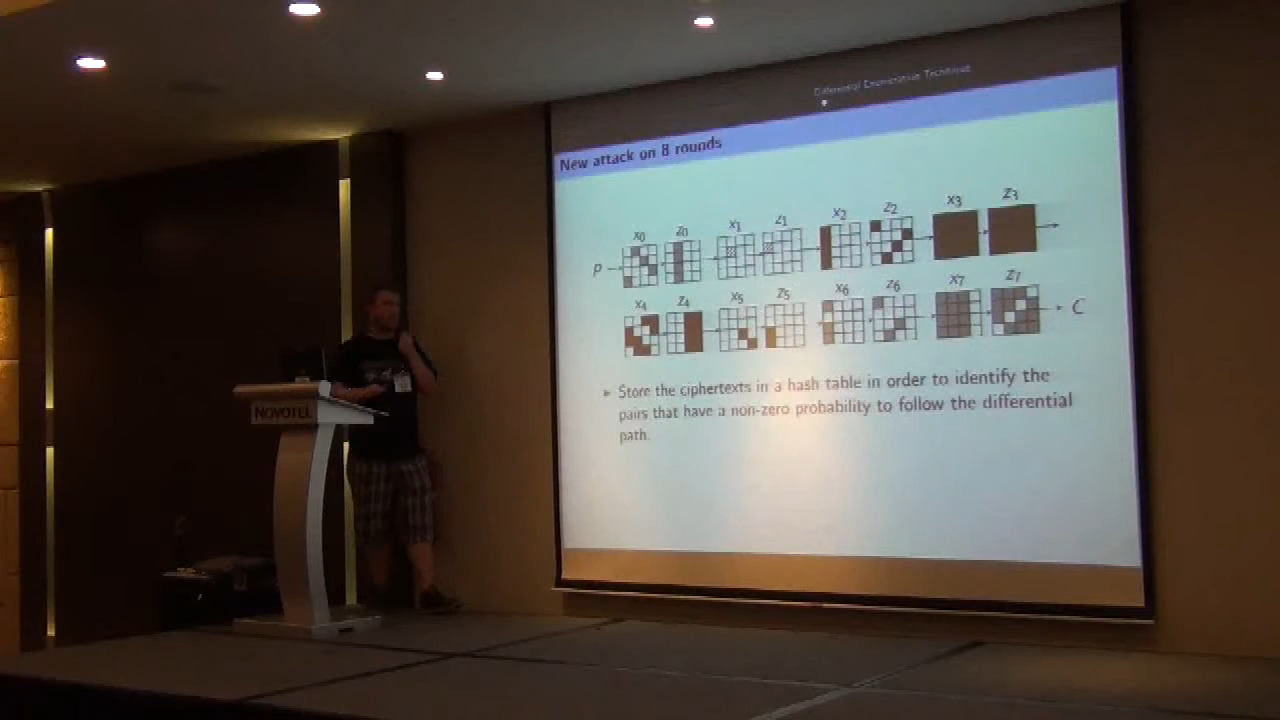 Differential Enumeration Technique
New attack on 8 rounds
x0 z0 x1 z1 x2 z2 x3 z3
P
x4 z4 x5 z5 x6 z6 x7 z7
C
Store the ciphertexts in a hash table in order to identify the
pairs that have a non-zero probability to follow the differential
path.
NOVOTEL